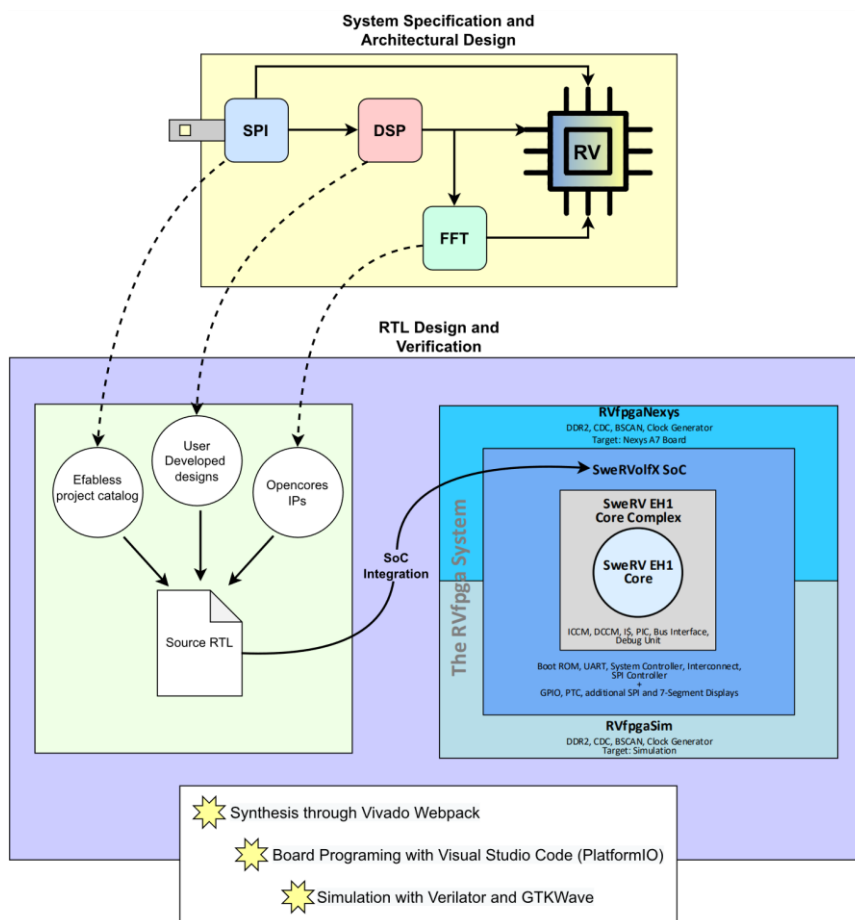 System Specification and
Architectural Design
SPI
DSP
RV
FFT
RTL Design and
Verification
Efabless
project catalog
User
Developed
designs
Opencores
IPs
Source RTL
SoC
Integration
The RVfpga System
RVfpgaNexys
DDR2, CDC, BSCAN, Clock Generator
Target: Nexys A7 Board
SweRVolfX SoC
SweRV EH1
Core Complex
SweRV EH1
Core
ICCM, DCCM, I$, PIC, Bus Interface,
Debug Unit
Boot ROM, UART, System Controller, Interconnect,
SPI Controller
+
GPIO, PTC, additional SPI and 7-Segment Displays
RVfpgaSim
DDR2, CDC, BSCAN, Clock Generator
Target: Simulation
Synthesis through Vivado Webpack
Board Programing with Visual Studio Code (PlatformIO)
Simulation with Verilator and GTKWave